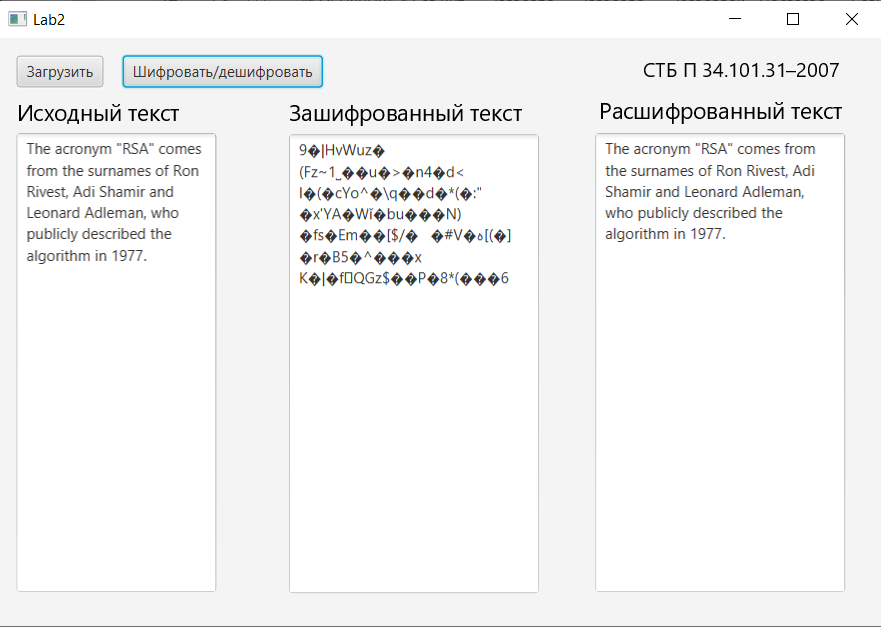 Lab2
Загрузить
Шифровать/дешифровать
СТБ П 34.101.31–2007
Исходный текст
The acronym "RSA" comes
from the surnames of Ron
Rivest, Adi Shamir and
Leonard Adleman, who
publicly described the
algorithm in 1977.
Зашифрованный текст
9�|HvWuz�
(Fz~1_��u�>�n4�d<
I�(�cYo^�\q��d�*(�:"
�x'YA�Wĭ�bu���N)
�fs�Em��[$/� �#V�ه[(�]
�r�B5�^���x
K�|�f▯QGz$��P�8*(���6
Расшифрованный текст
The acronym "RSA" comes from
the surnames of Ron Rivest, Adi
Shamir and Leonard Adleman,
who publicly described the
algorithm in 1977.